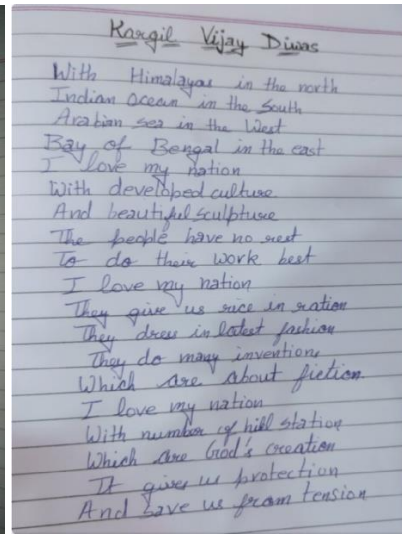 Kargil Vijay Diwas
With Himalayas in the north
Indian Ocean in the South
Arabian sea in the West
Bay of Bengal in the east
I love my nation
With developed culture
And beautiful sculpture
The people have no rest
To do their work best
I love my nation
They give us rice in ration
They dress in latest fashion
They do many inventions
Which are about fiction
I love my nation
With number of hill station
Which are God's creation
It gives us protection
And save us from tension